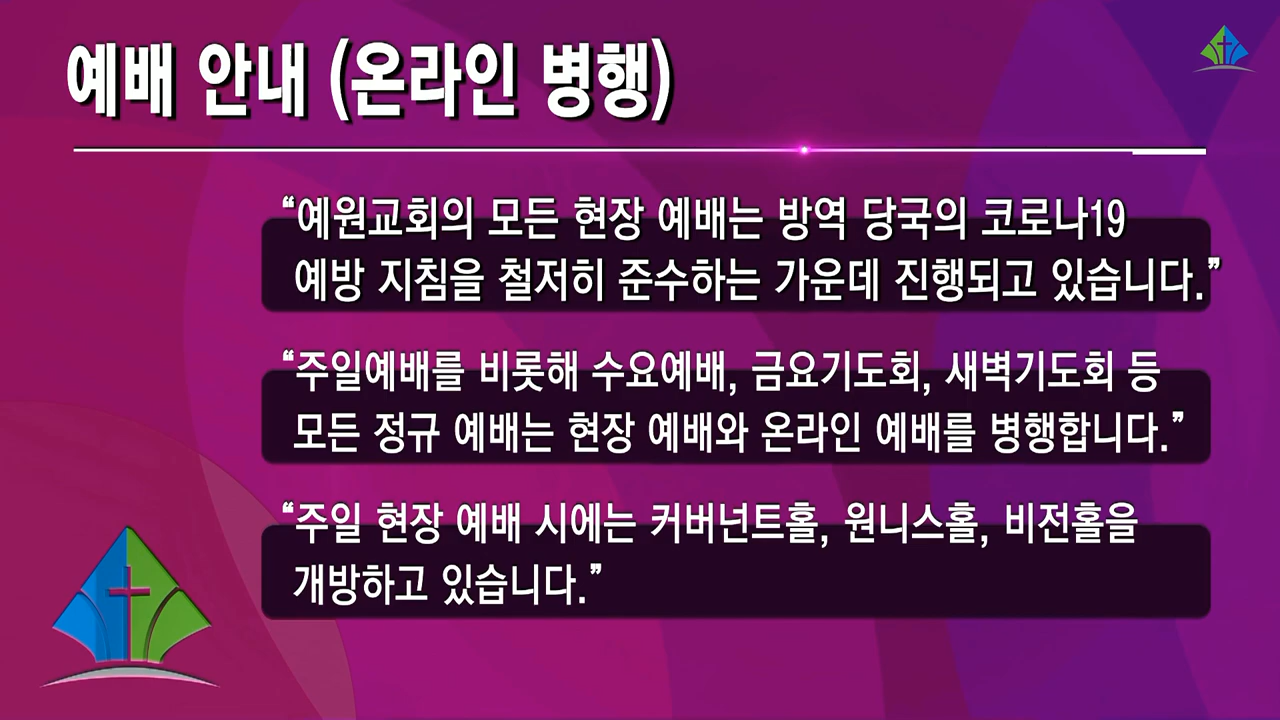 예배 안내 (온라인 병행)
“예원교회의 모든 현장 예배는 방역 당국의 코로나19
예방 지침을 철저히 준수하는 가운데 진행되고 있습니다.”
“주일예배를 비롯해 수요예배, 금요기도회, 새벽기도회 등
모든 정규 예배는 현장 예배와 온라인 예배를 병행합니다.”
“주일 현장 예배 시에는 커버넌트홀, 원니스홀, 비전홀을
개방하고 있습니다.”